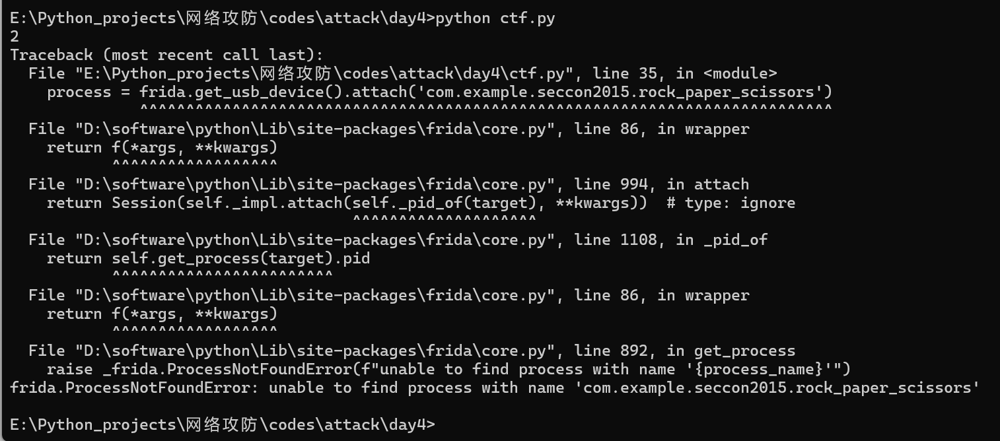 E:\Python_projects\网络攻防\codes\attack\day4>python ctf.py
2
Traceback (most recent call last):
  File "E:\Python_projects\网络攻防\codes\attack\day4\ctf.py", line 35, in <module>
    process = frida.get_usb_device().attach('com.example.seccon2015.rock_paper_scissors')
              ^^^^^^^^^^^^^^^^^^^^^^^^^^^^^^^^^^^^^^^^^^^^^^^^^^^^^^^^^^^^^^^^^^^^^^^^^^^
  File "D:\software\python\Lib\site-packages\frida\core.py", line 86, in wrapper
    return f(*args, **kwargs)
           ^^^^^^^^^^^^^^^^^^
  File "D:\software\python\Lib\site-packages\frida\core.py", line 994, in attach
    return Session(self._impl.attach(self._pid_of(target), **kwargs))  # type: ignore
                                     ^^^^^^^^^^^^^^^^^^^^
  File "D:\software\python\Lib\site-packages\frida\core.py", line 1108, in _pid_of
    return self.get_process(target).pid
           ^^^^^^^^^^^^^^^^^^^^^^^^
  File "D:\software\python\Lib\site-packages\frida\core.py", line 86, in wrapper
    return f(*args, **kwargs)
           ^^^^^^^^^^^^^^^^^^
  File "D:\software\python\Lib\site-packages\frida\core.py", line 892, in get_process
    raise _frida.ProcessNotFoundError(f"unable to find process with name '{process_name}'")
frida.ProcessNotFoundError: unable to find process with name 'com.example.seccon2015.rock_paper_scissors'
E:\Python_projects\网络攻防\codes\attack\day4>